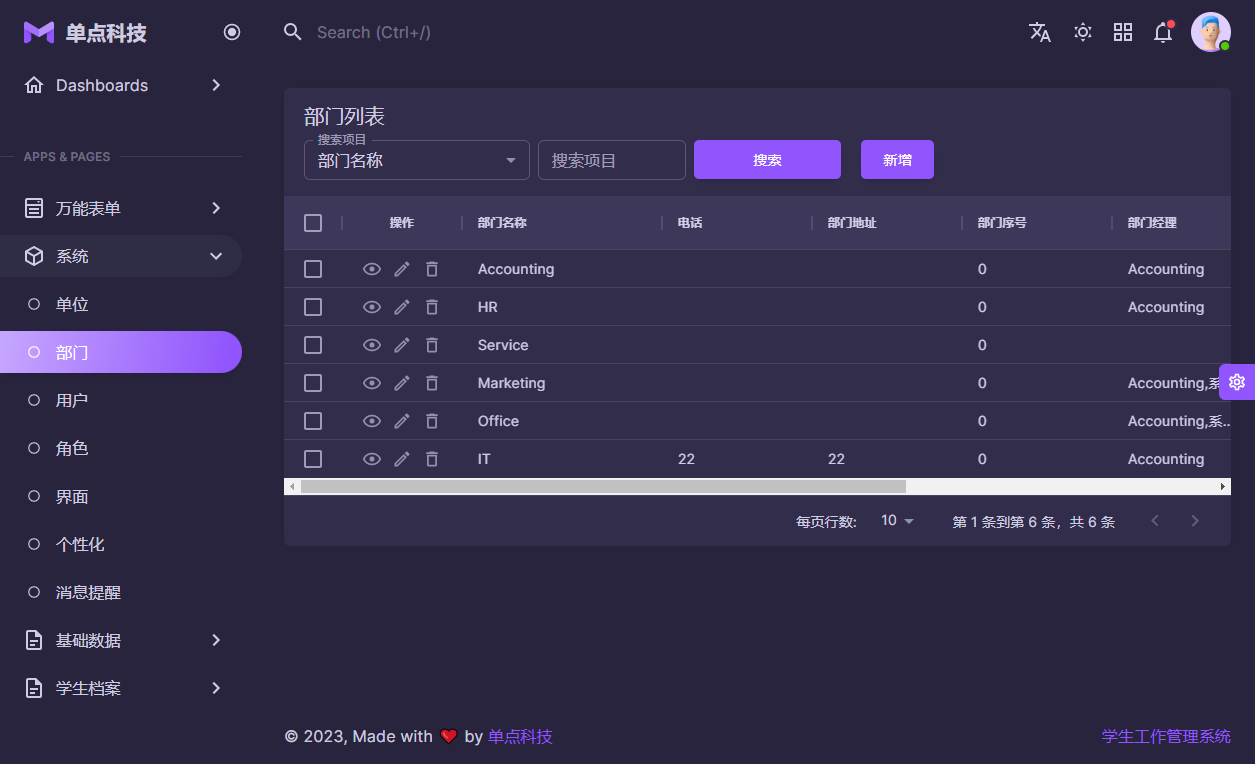 单点科技
Search (Ctrl+/)
Dashboards
APPS & PAGES
万能表单
系统
单位
部门
用户
角色
界面
个性化
消息提醒
基础数据
学生档案
部门列表
搜索项目
部门名称
搜索项目
搜索
新增
操作 部门名称 电话 部门地址 部门序号 部门经理
Accounting 0 Accounting
HR 0 Accounting
Service 0
Marketing 0 Accounting,系
Office 0 Accounting,系...
IT 22 22 0 Accounting
每页行数: 10 第 1 条到第 6 条，共 6 条
© 2023, Made with ❤️ by 单点科技
学生工作管理系统